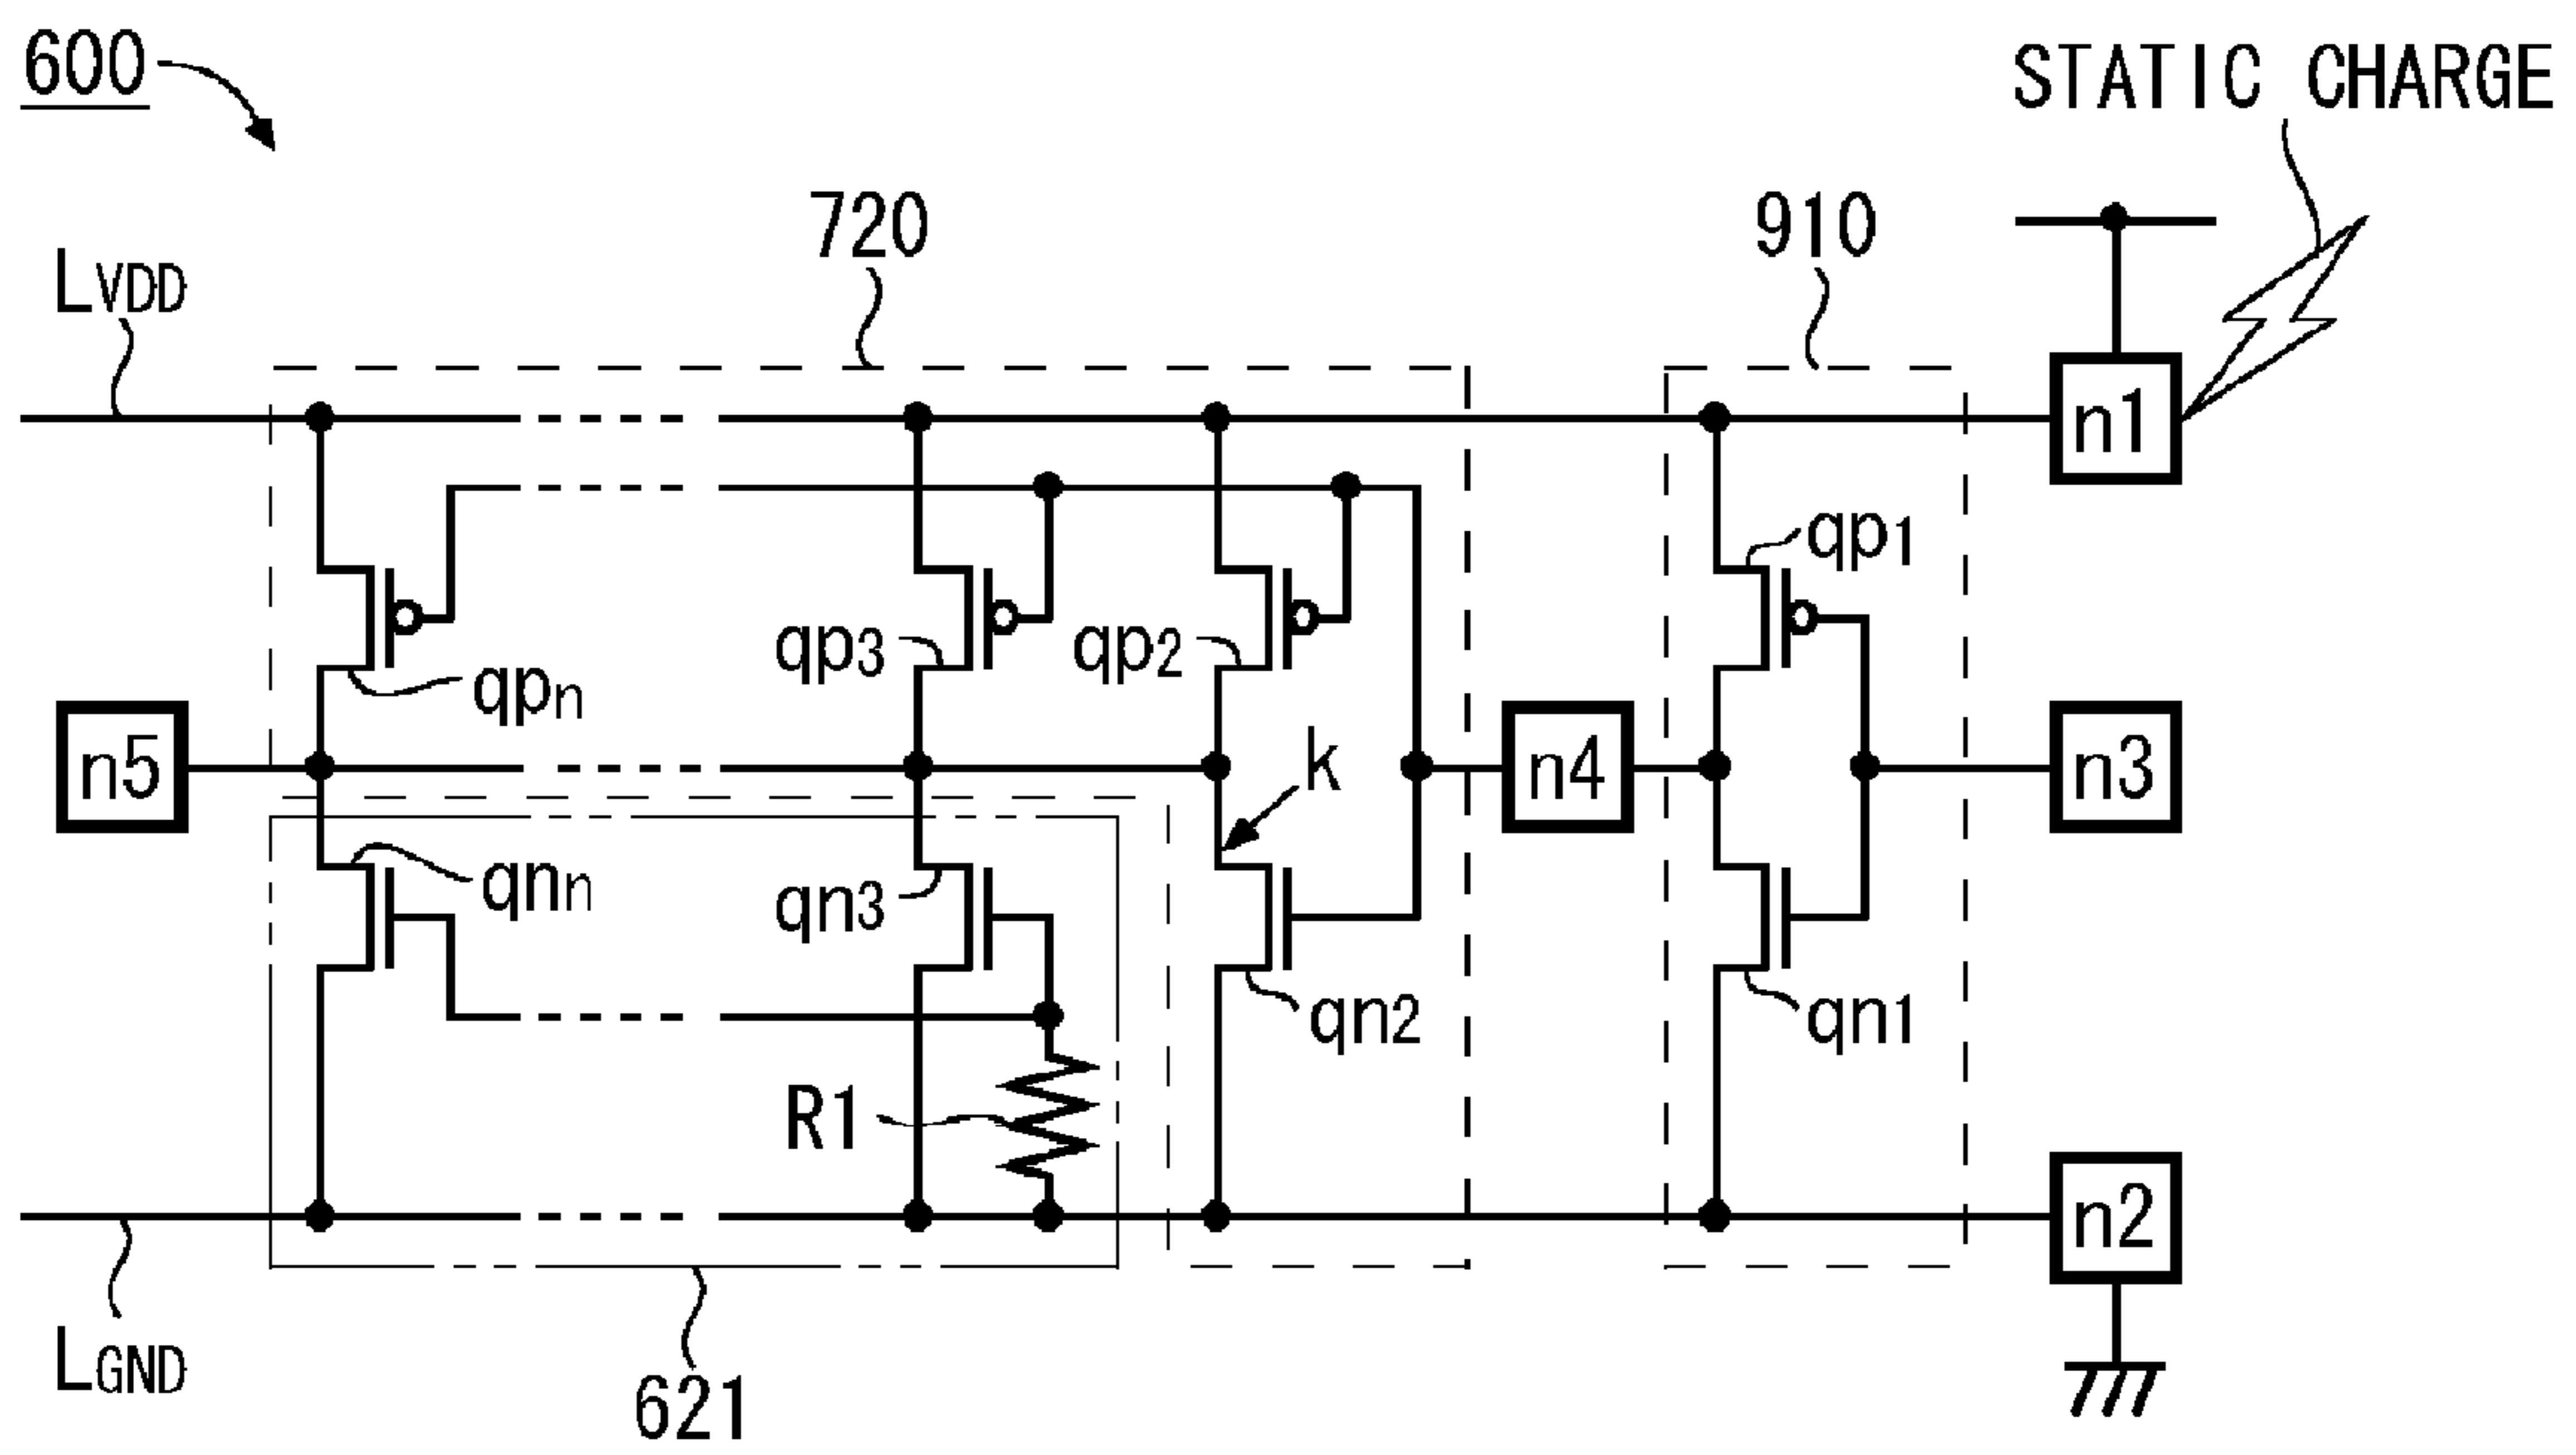 600
STATIC CHARGE
720
910
LVDD
n1
qp1
qp3
qp2
qpn
n5
k
n4
n3
qnn
qn3
qn2
qn1
R1
n2
LGND
621